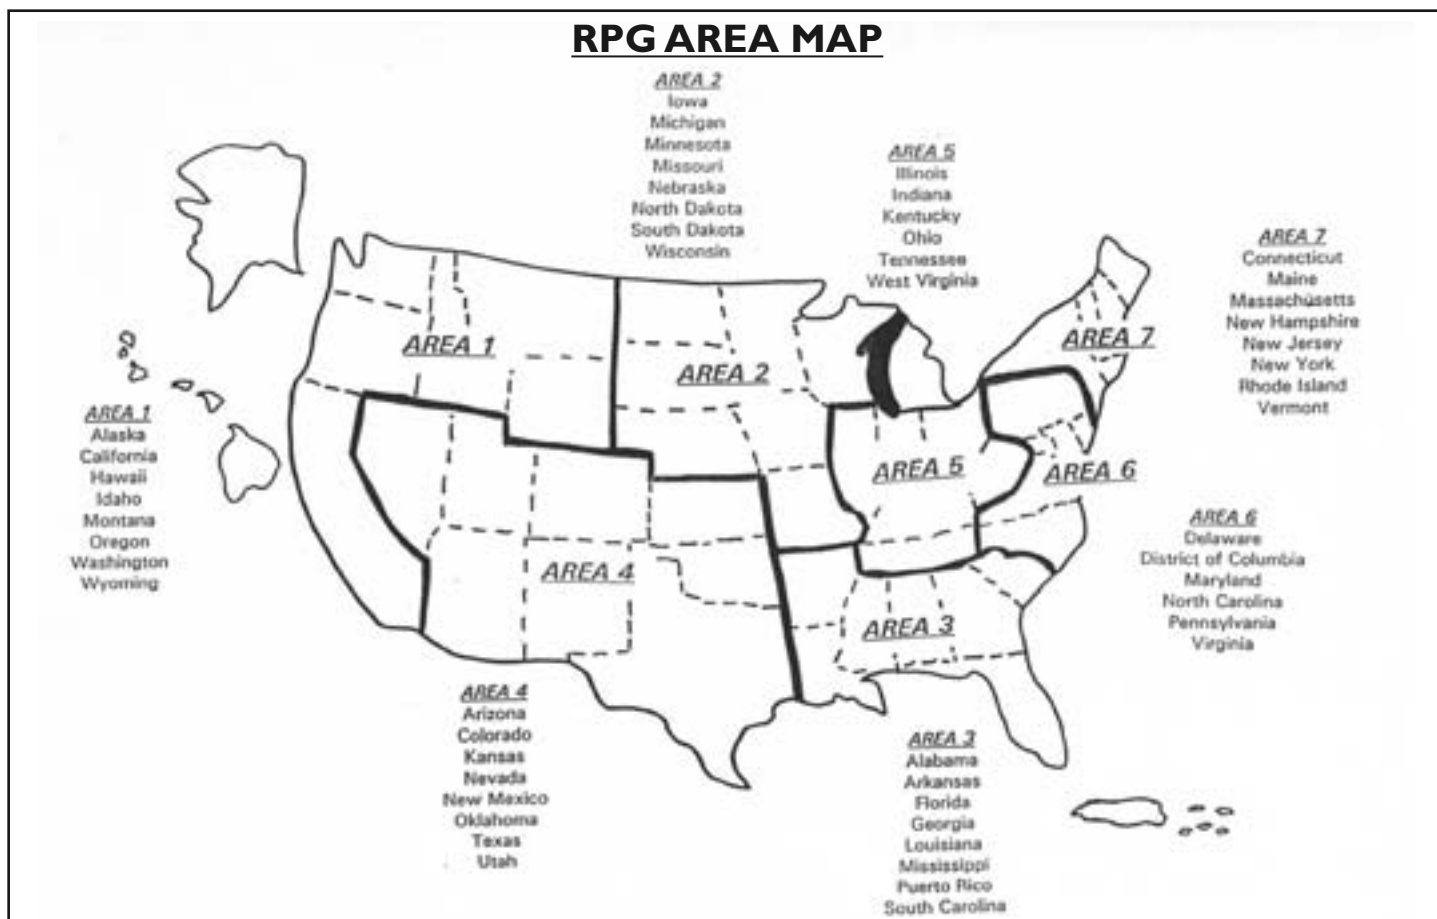 RPG AREA MAP
AREA 2
Iowa
Michigan
Minnesota
Missouri
Nebraska
North Dakota
South Dakota
Wisconsin
AREA 5
Illinois
Indiana
Kentucky
Ohio
Tennessee
West Virginia
AREA 7
Connecticut
Maine
Massachusetts
New Hampshire
New Jersey
New York
Rhode Island
Vermont
AREA 1
AREA 2
AREA 7
AREA 5
AREA 6
AREA 4
AREA 3
AREA 1
Alaska
California
Hawaii
Idaho
Montana
Oregon
Washington
Wyoming
AREA 6
Delaware
District of Columbia
Maryland
North Carolina
Pennsylvania
Virginia
AREA 4
Arizona
Colorado
Kansas
Nevada
New Mexico
Oklahoma
Texas
Utah
AREA 3
Alabama
Arkansas
Florida
Georgia
Louisiana
Mississippi
Puerto Rico
South Carolina